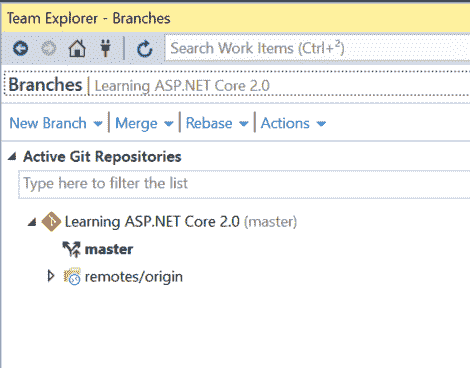 Team Explorer - Branches
Search Work Items (Ctrl+²)
Branches | Learning ASP.NET Core 2.0
New Branch | Merge | Rebase | Actions
Active Git Repositories
Type here to filter the list
Learning ASP.NET Core 2.0 (master)
master
remotes/origin